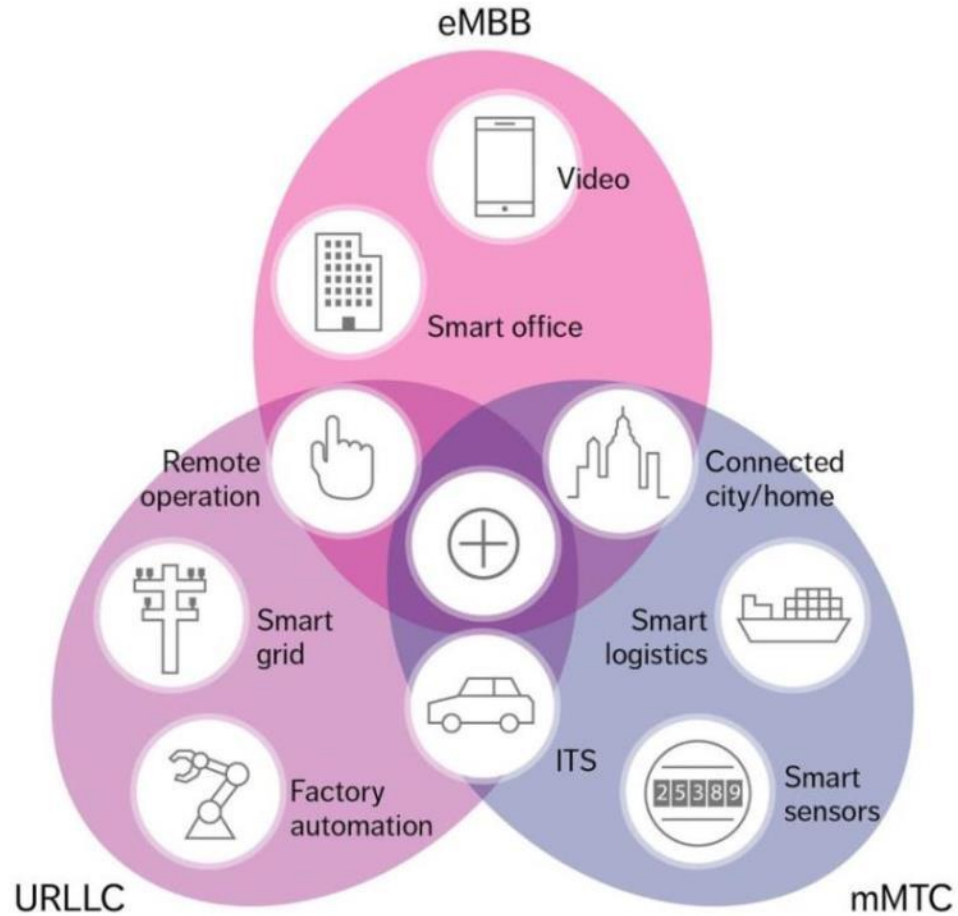 eMBB
Video
Smart office
Remote
operation
Connected
city/home
Smart
grid
Smart
logistics
ITS
Factory
automation
25389
Smart
sensors
URLLC
mMTC